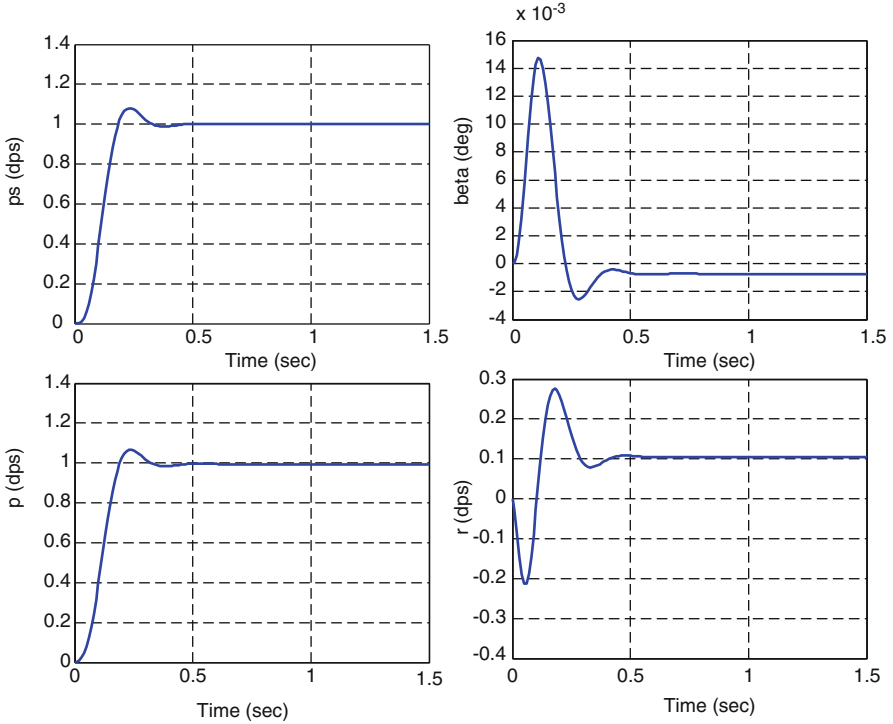 1.4
1.2
1
0.8
0.6
0.4
0.2
0
ps (dps)
0 0.5 1 1.5
Time (sec)
x 10-3
16
14
12
10
8
6
4
2
0
-2
-4
beta (deg)
0 0.5 1 1.5
Time (sec)
1.4
1.2
1
0.8
0.6
0.4
0.2
0
p (dps)
0 0.5 1 1.5
Time (sec)
0.3
0.2
0.1
0
-0.1
-0.2
-0.3
-0.4
r (dps)
0 0.5 1 1.5
Time (sec)